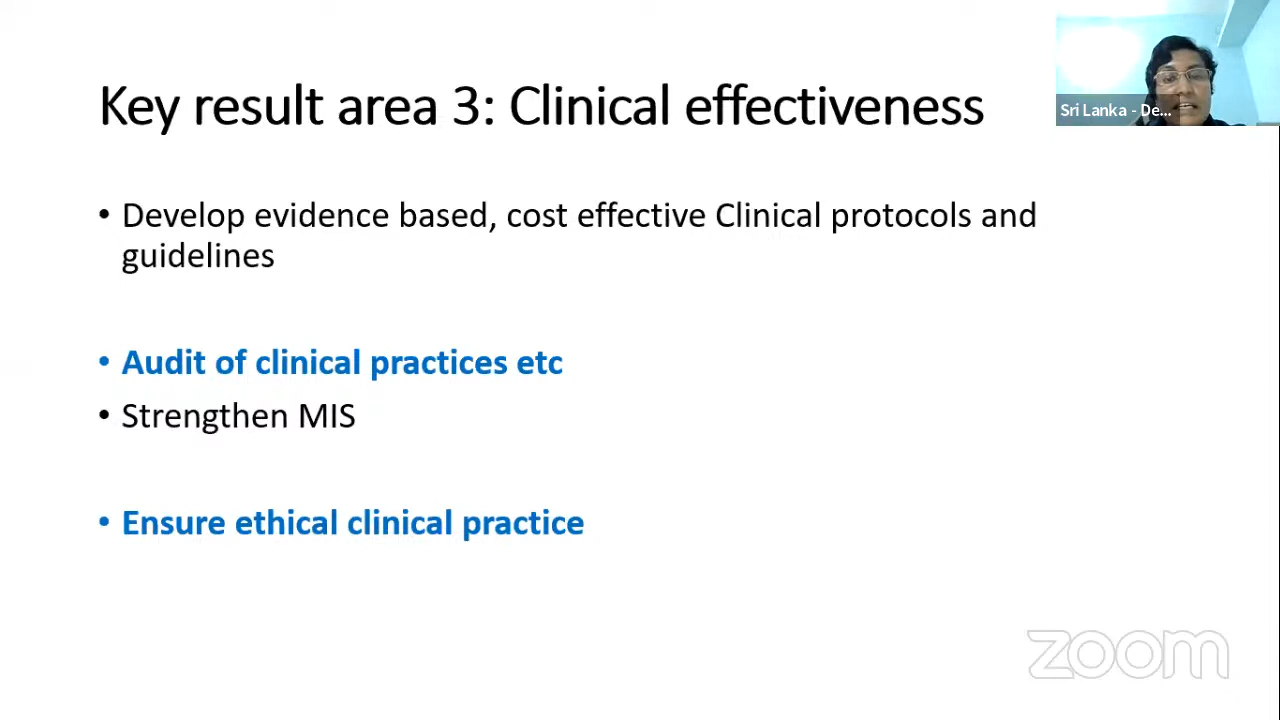 Key result area 3: Clinical effectiveness
Sri Lanka - De...
• Develop evidence based, cost effective Clinical protocols and
guidelines
• Audit of clinical practices etc
• Strengthen MIS
• Ensure ethical clinical practice
zoom